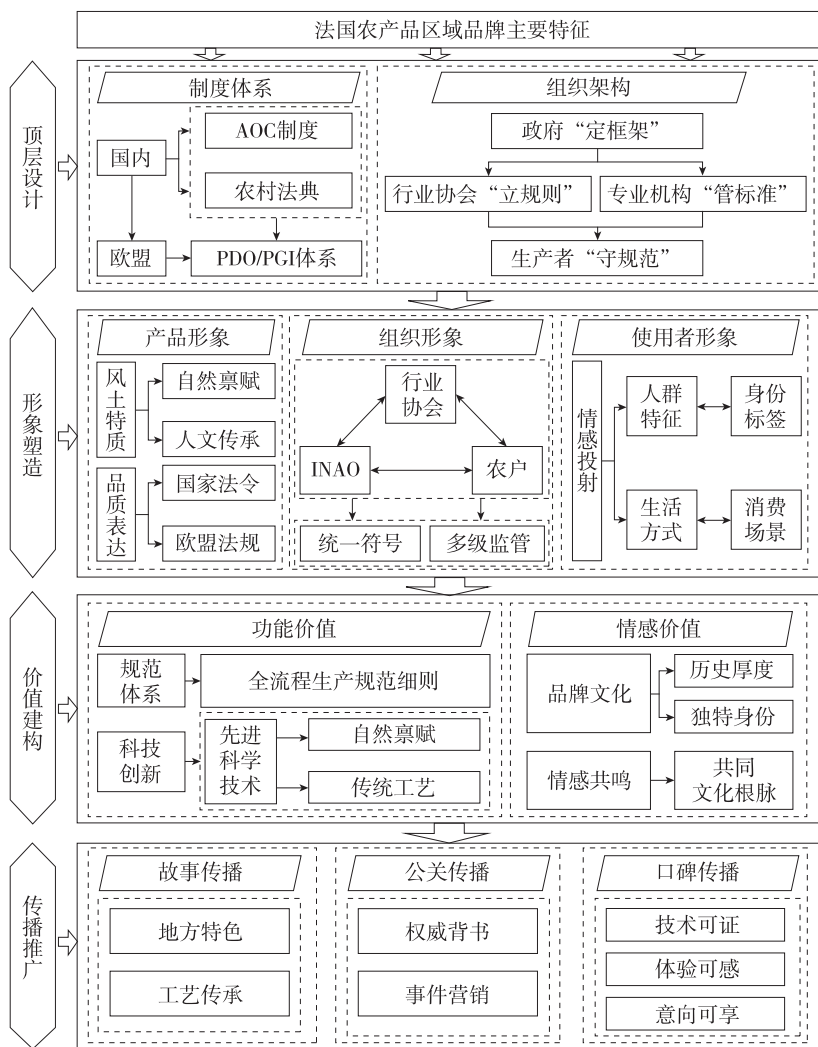 法国农产品区域品牌主要特征
顶层设计
制度体系
国内
AOC制度
农村法典
欧盟
PDO/PGI体系
组织架构
政府“定框架”
行业协会“立规则”
专业机构“管标准”
生产者“守规范”
形象塑造
产品形象
风土特质
自然禀赋
人文传承
品质表达
国家法令
欧盟法规
组织形象
行业
协会
INAO
农户
统一符号
多级监管
使用者形象
情感投射
人群
特征
身份
标签
生活
方式
消费
场景
价值建构
功能价值
规范
体系
全流程生产规范细则
科技
创新
先进
科学
技术
自然禀赋
传统工艺
情感价值
品牌文化
历史厚度
独特身份
情感共鸣
共同
文化根脉
传播推广
故事传播
地方特色
工艺传承
公关传播
权威背书
事件营销
口碑传播
技术可证
体验可感
意向可享